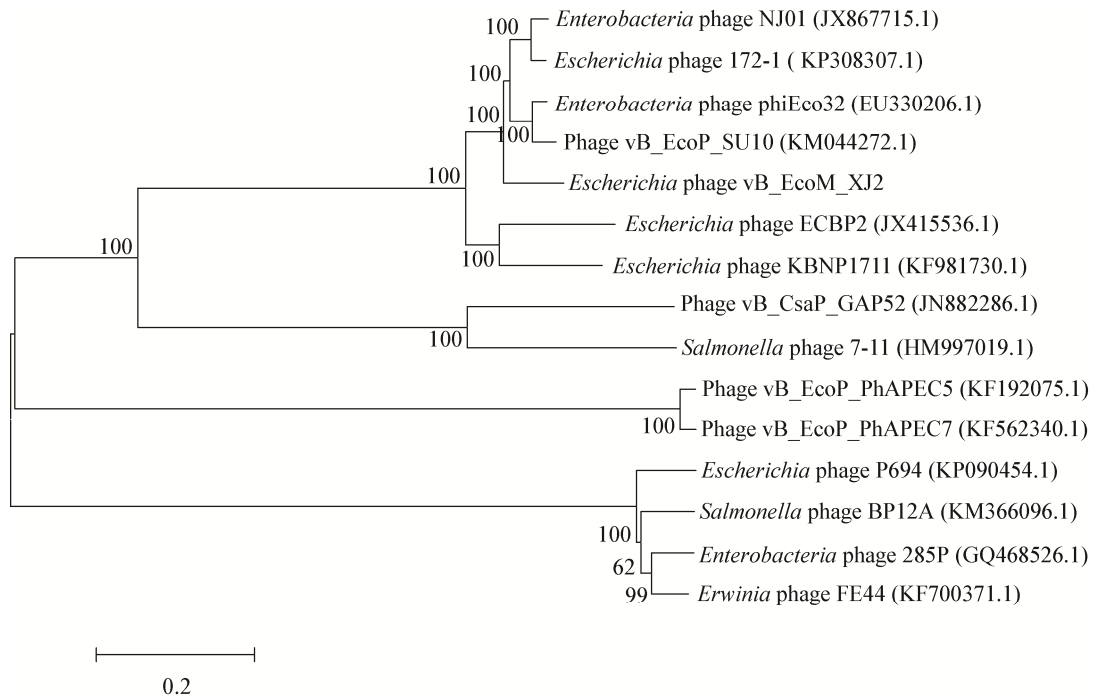 100
Enterobacteria phage NJ01 (JX867715.1)
Escherichia phage 172-1 ( KP308307.1)
100
Enterobacteria phage phiEco32 (EU330206.1)
100
100
Phage vB_EcoP_SU10 (KM044272.1)
100
Escherichia phage vB_EcoM_XJ2
Escherichia phage ECBP2 (JX415536.1)
100
100
Escherichia phage KBNP1711 (KF981730.1)
Phage vB_CsaP_GAP52 (JN882286.1)
100
Salmonella phage 7-11 (HM997019.1)
Phage vB_EcoP_PhAPEC5 (KF192075.1)
100
Phage vB_EcoP_PhAPEC7 (KF562340.1)
Escherichia phage P694 (KP090454.1)
Salmonella phage BP12A (KM366096.1)
100
Enterobacteria phage 285P (GQ468526.1)
62
99
Erwinia phage FE44 (KF700371.1)
0.2